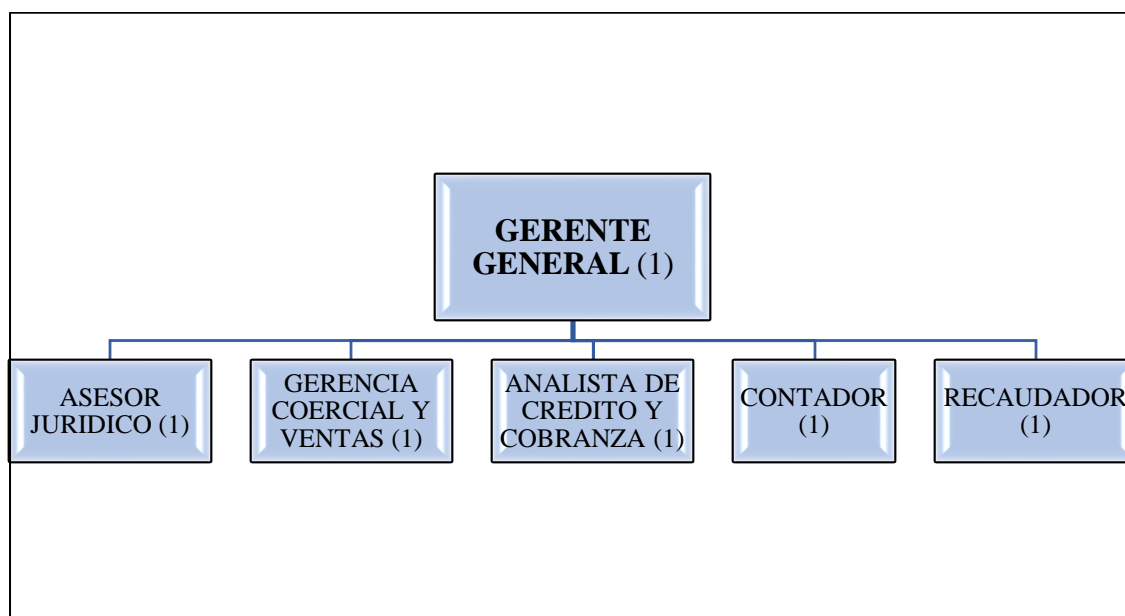 GERENTE
GENERAL (1)
ASESOR
JURIDICO (1)
GERENCIA
COERCIAL Y
VENTAS (1)
ANALISTA DE
CREDITO Y
COBRANZA (1)
CONTADOR
(1)
RECAUDADOR
(1)